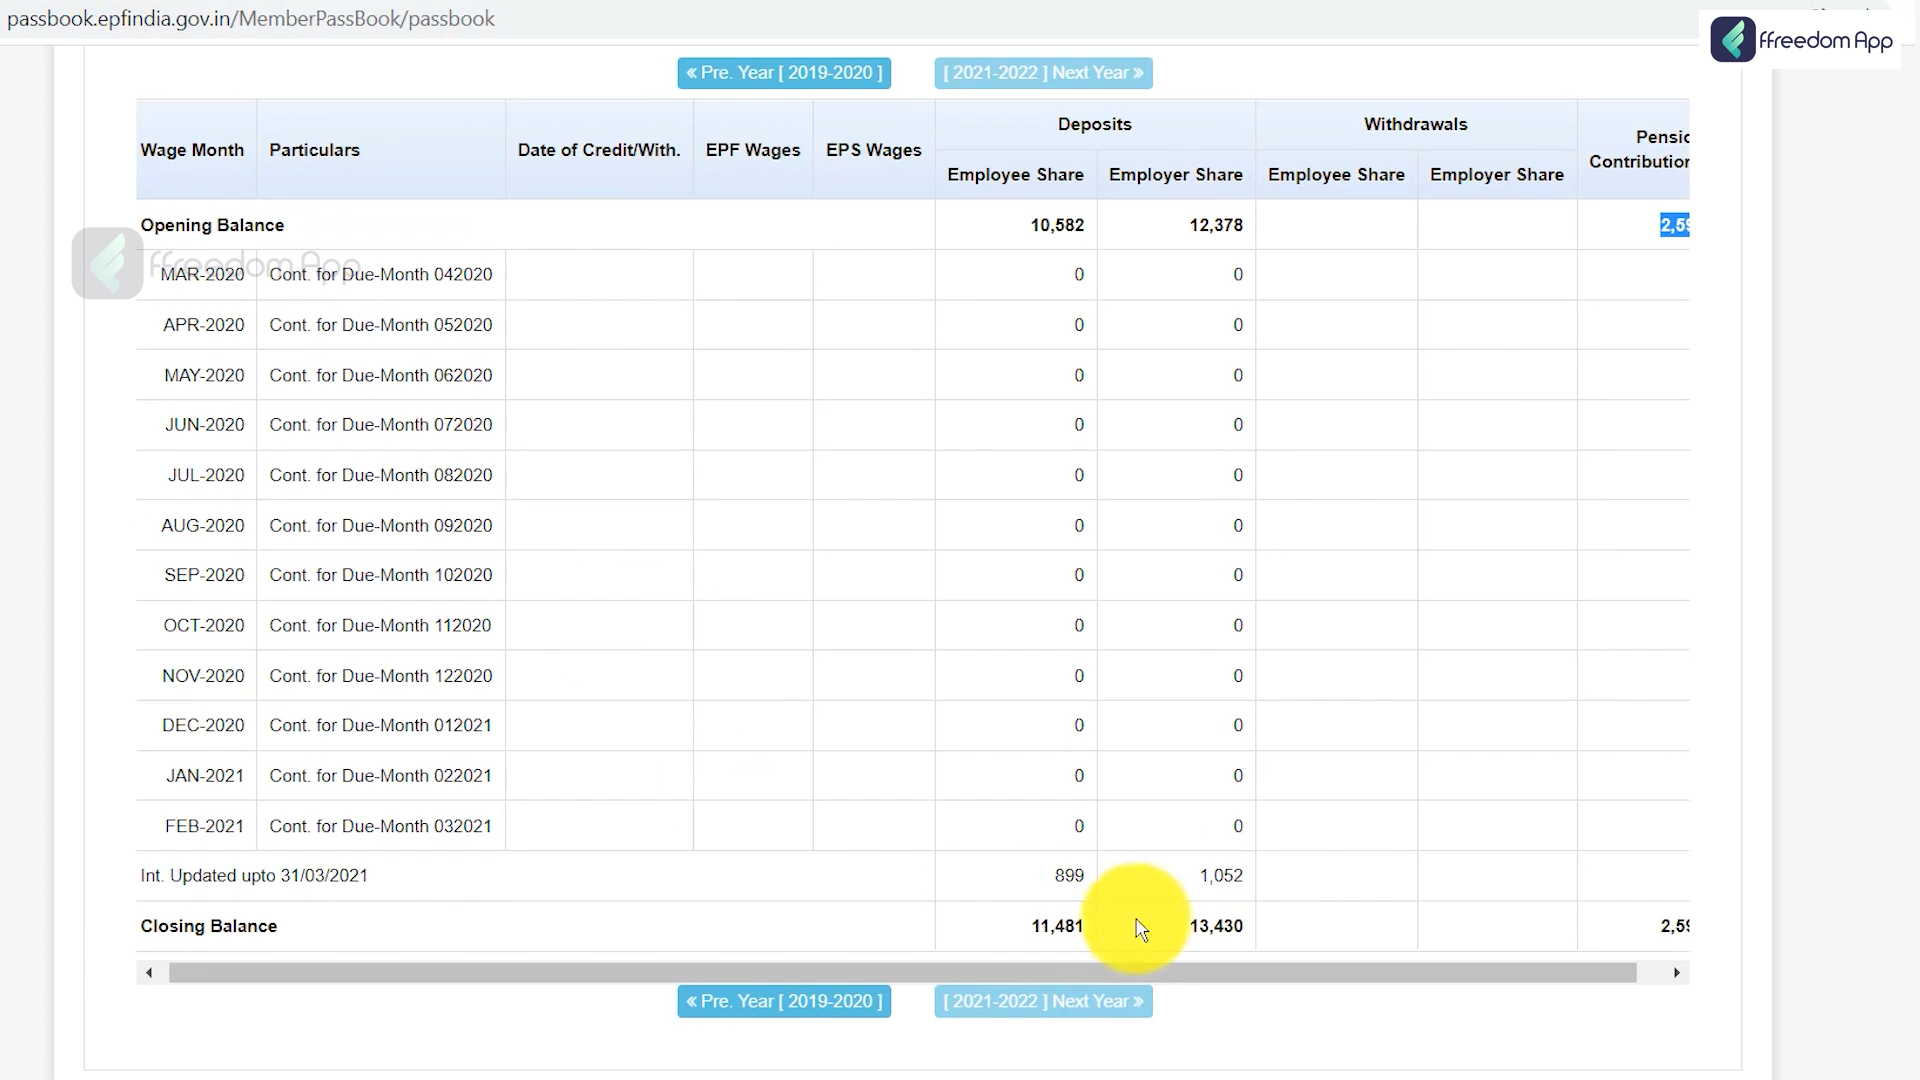 passbook.epfindia.gov.in/MemberPassBook/passbook
ffreedom App
« Pre. Year [ 2019-2020 ] [ 2021-2022 ] Next Year »
Wage Month Particulars Date of Credit/With. EPF Wages EPS Wages Deposits Withdrawals
Employee Share Employer Share Employee Share Employer Share
Opening Balance 10,582 12,378
ffreedom App
MAR-2020 Cont. for Due-Month 042020 0 0
APR-2020 Cont. for Due-Month 052020 0 0
MAY-2020 Cont. for Due-Month 062020 0 0
JUN-2020 Cont. for Due-Month 072020 0 0
JUL-2020 Cont. for Due-Month 082020 0 0
AUG-2020 Cont. for Due-Month 092020 0 0
SEP-2020 Cont. for Due-Month 102020 0 0
OCT-2020 Cont. for Due-Month 112020 0 0
NOV-2020 Cont. for Due-Month 122020 0 0
DEC-2020 Cont. for Due-Month 012021 0 0
JAN-2021 Cont. for Due-Month 022021 0 0
FEB-2021 Cont. for Due-Month 032021 0 0
Int. Updated upto 31/03/2021 899 1,052
Closing Balance 11,481 13,430
« Pre. Year [ 2019-2020 ] [ 2021-2022 ] Next Year »